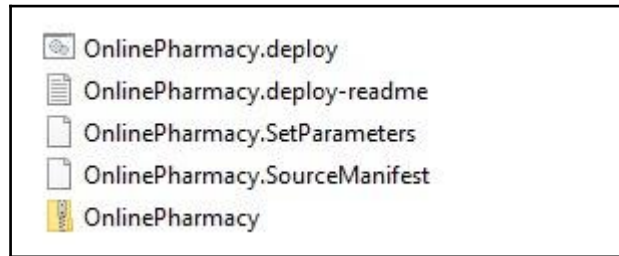 OnlinePharmacy.deploy
OnlinePharmacy.deploy-readme
OnlinePharmacy.SetParameters
OnlinePharmacy.SourceManifest
OnlinePharmacy